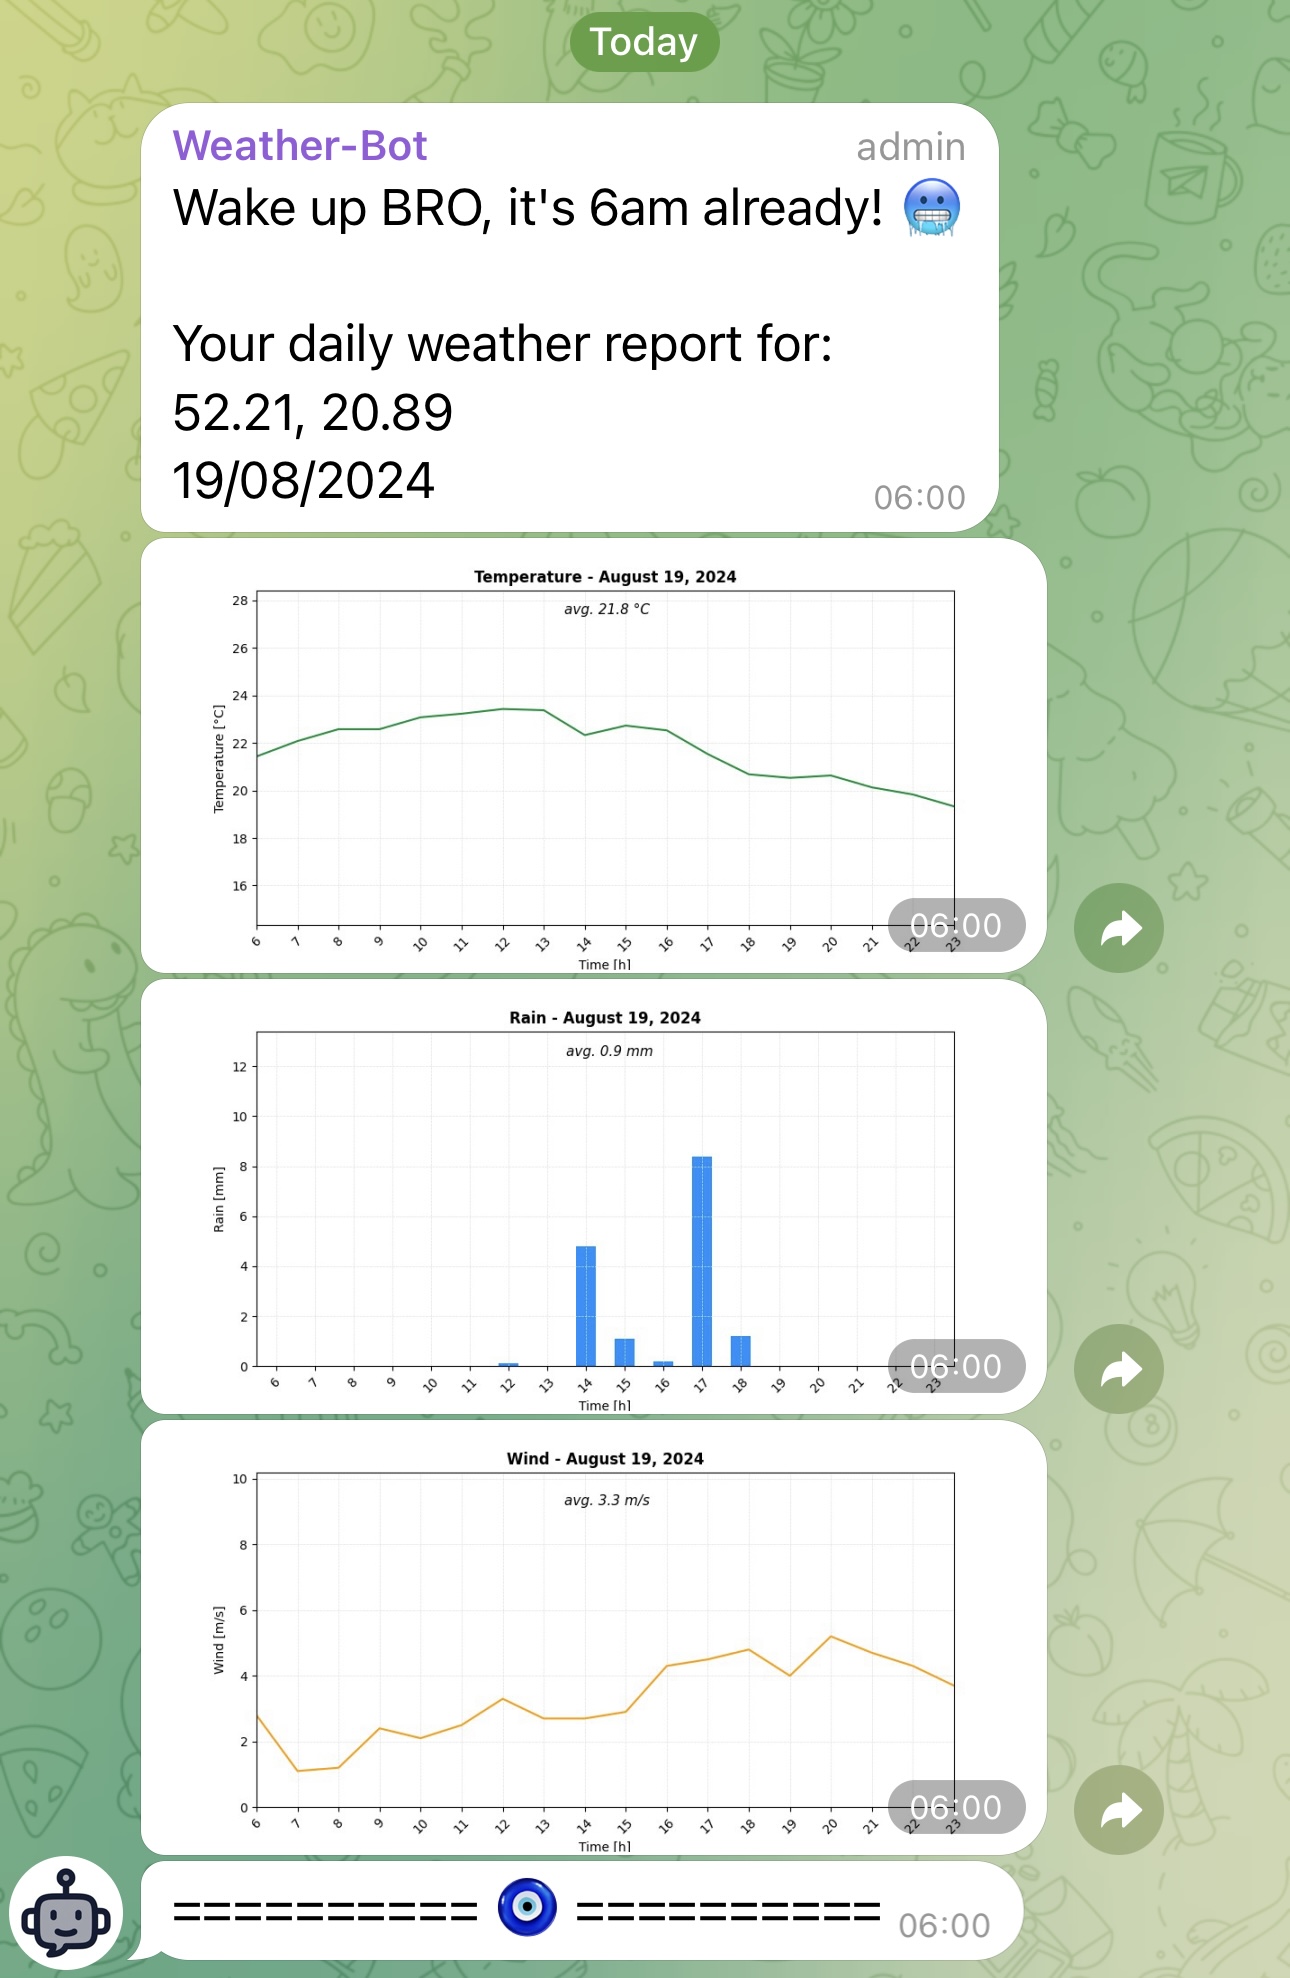 Today
Weather-Bot admin
Wake up BRO, it's 6am already! 🥶
Your daily weather report for:
52.21, 20.89
19/08/2024
06:00
Temperature - August 19, 2024
avg. 21.8 °C
28
26
24
22
20
18
16
Temperature [°C]
6 7 8 9 10 11 12 13 14 15 16 17 18 19 20 21 22 23
Time [h]
06:00
Rain - August 19, 2024
avg. 0.9 mm
12
10
8
6
4
2
0
Rain [mm]
6 7 8 9 10 11 12 13 14 15 16 17 18 19 20 21 22 23
Time [h]
06:00
Wind - August 19, 2024
avg. 3.3 m/s
10
8
6
4
2
0
Wind [m/s]
6 7 8 9 10 11 12 13 14 15 16 17 18 19 20 21 22 23
Time [h]
06:00
========== 🧿 ========== 06:00